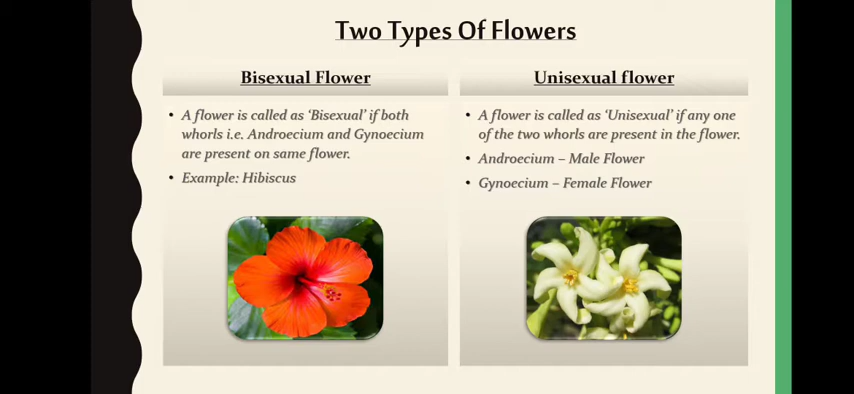 Two Types Of Flowers
Bisexual Flower
• A flower is called as ‘Bisexual’ if both
whorls i.e. Androecium and Gynoecium
are present on same flower.
• Example: Hibiscus
Unisexual flower
• A flower is called as ‘Unisexual’ if any one
of the two whorls are present in the flower.
• Androecium – Male Flower
• Gynoecium – Female Flower